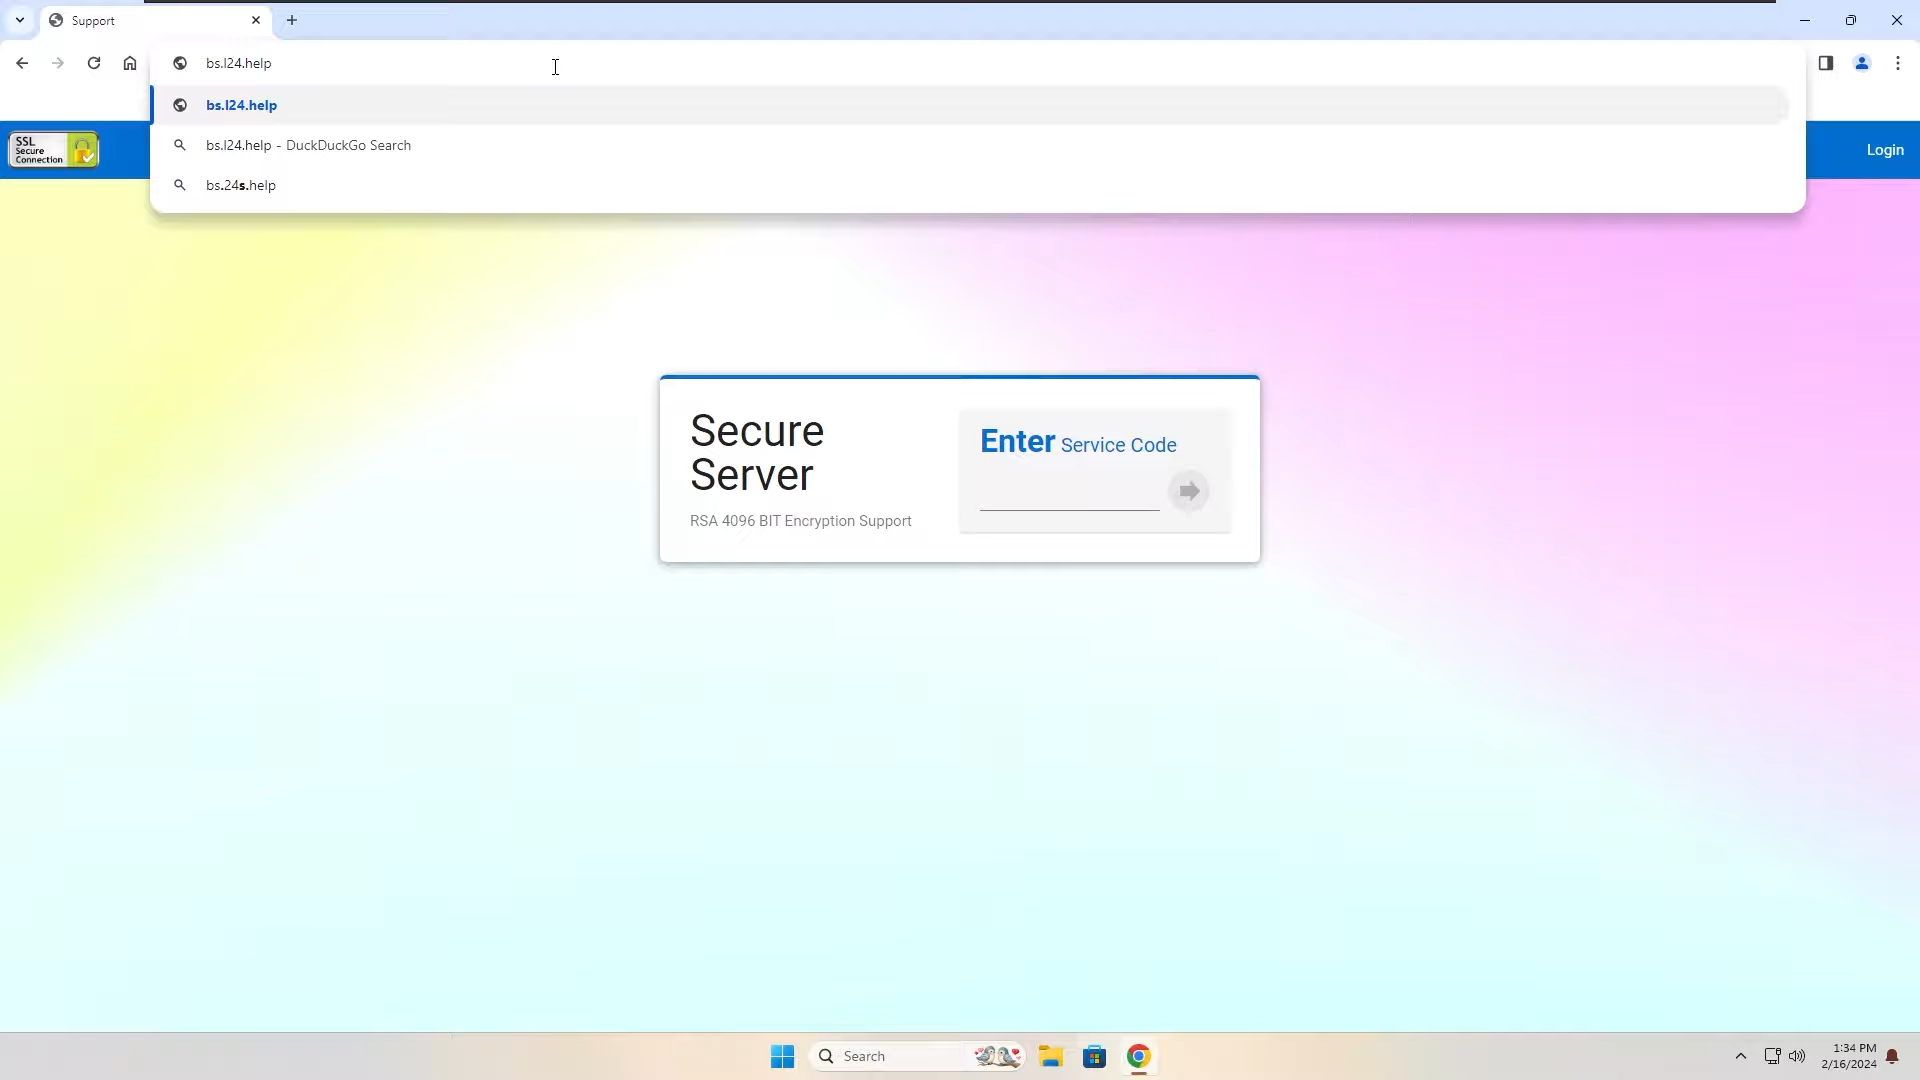 Support
bs.l24.help
bs.l24.help
bs.l24.help - DuckDuckGo Search
bs.24s.help
SSL
Secure
Connection
Login
Secure
Server
RSA 4096 BIT Encryption Support
Enter Service Code
Search
1:34 PM
2/16/2024